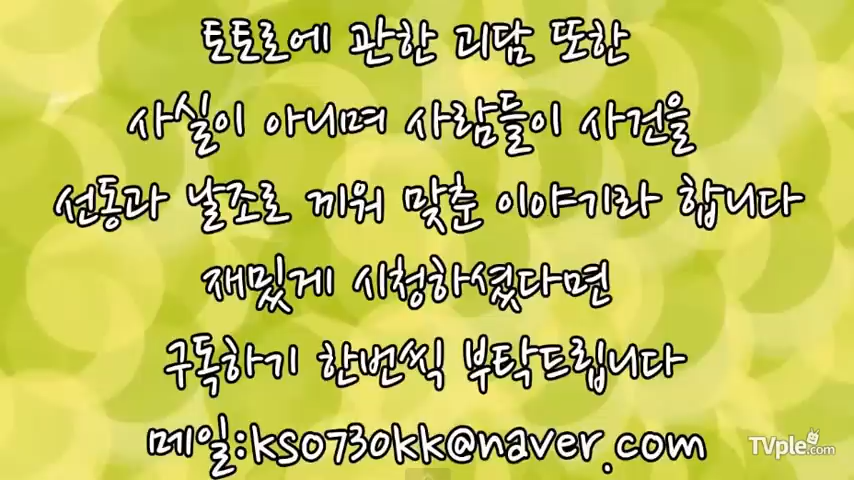 토토로에 관한 괴담 또한
사실이 아니며 사람들이 사건을
선동과 날조로 끼워 맞춘 이야기라 합니다
재밌게 시청하셨다면
구독하기 한번씩 부탁드립니다
메일:kso730kk@naver.com
TVple.com